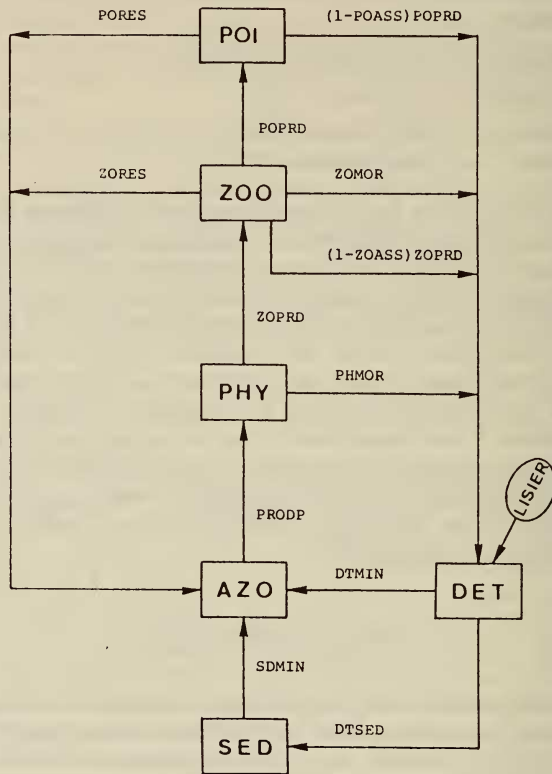 PORES
POI
(1-POASS)POPRD
POPRD
ZORES
ZOO
ZOMOR
(1-ZOASS)ZOPRD
ZOPRD
PHY
PHMOR
LISIER
PRODP
AZO
DTMIN
DET
SDMIN
SED
DTSED